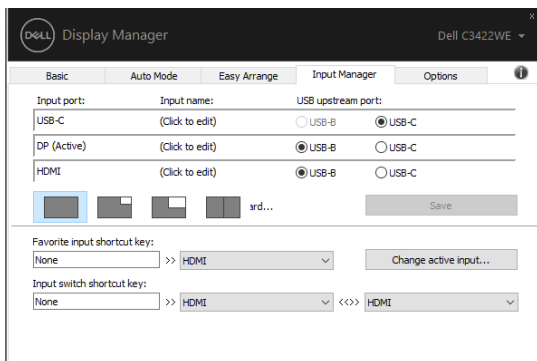 DELL Display Manager x
Dell C3422WE
Basic Auto Mode Easy Arrange Input Manager Options i
Input port: Input name: USB upstream port:
USB-C (Click to edit) USB-B USB-C
DP (Active) (Click to edit) USB-B USB-C
HDMI (Click to edit) USB-B USB-C
ard... Save
Favorite input shortcut key:
None >> HDMI Change active input...
Input switch shortcut key:
None >> HDMI <<>> HDMI